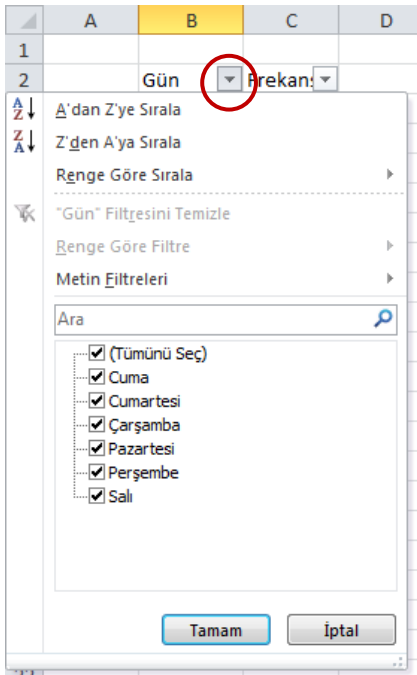 A B C D
1
2 Gün Frekans
A'dan Z'ye Sırala
Z'den A'ya Sırala
Renge Göre Sırala
"Gün" Filtresini Temizle
Renge Göre Filtre
Metin Filtreleri
Ara
(Tümünü Seç)
Cuma
Cumartesi
Çarşamba
Pazartesi
Perşembe
Salı
Tamam İptal